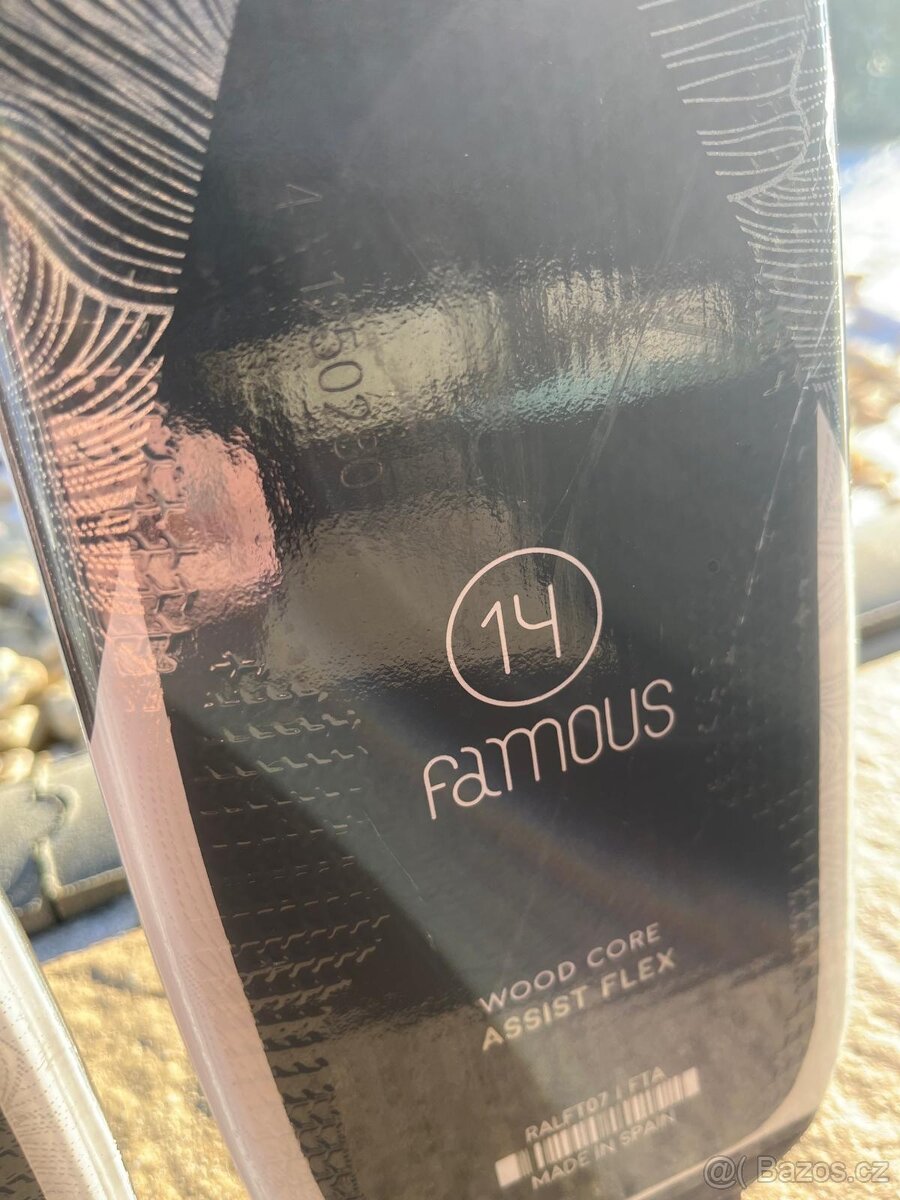 14
famous
WOOD CORE
ASSIST FLEX
RALFT07 / FTA
MADE IN SPAIN
@( Bazos.cz